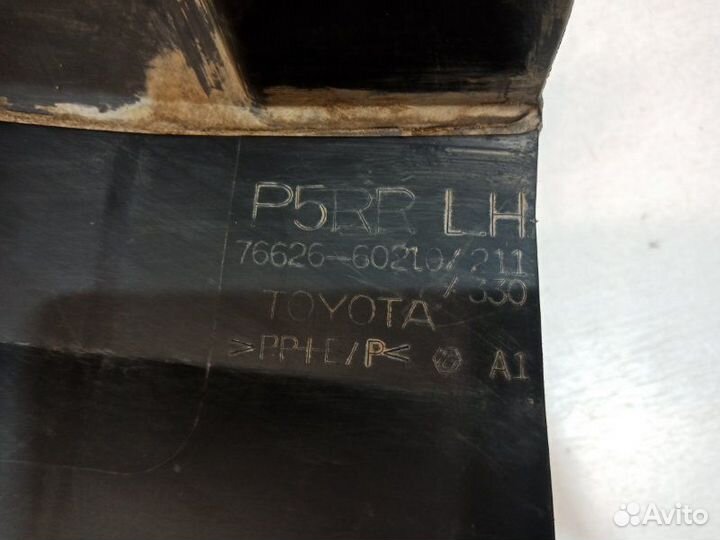 P5RR LH
76626-60210/211
/330
TOYOTA
>PP+E/P<
A1
Avito